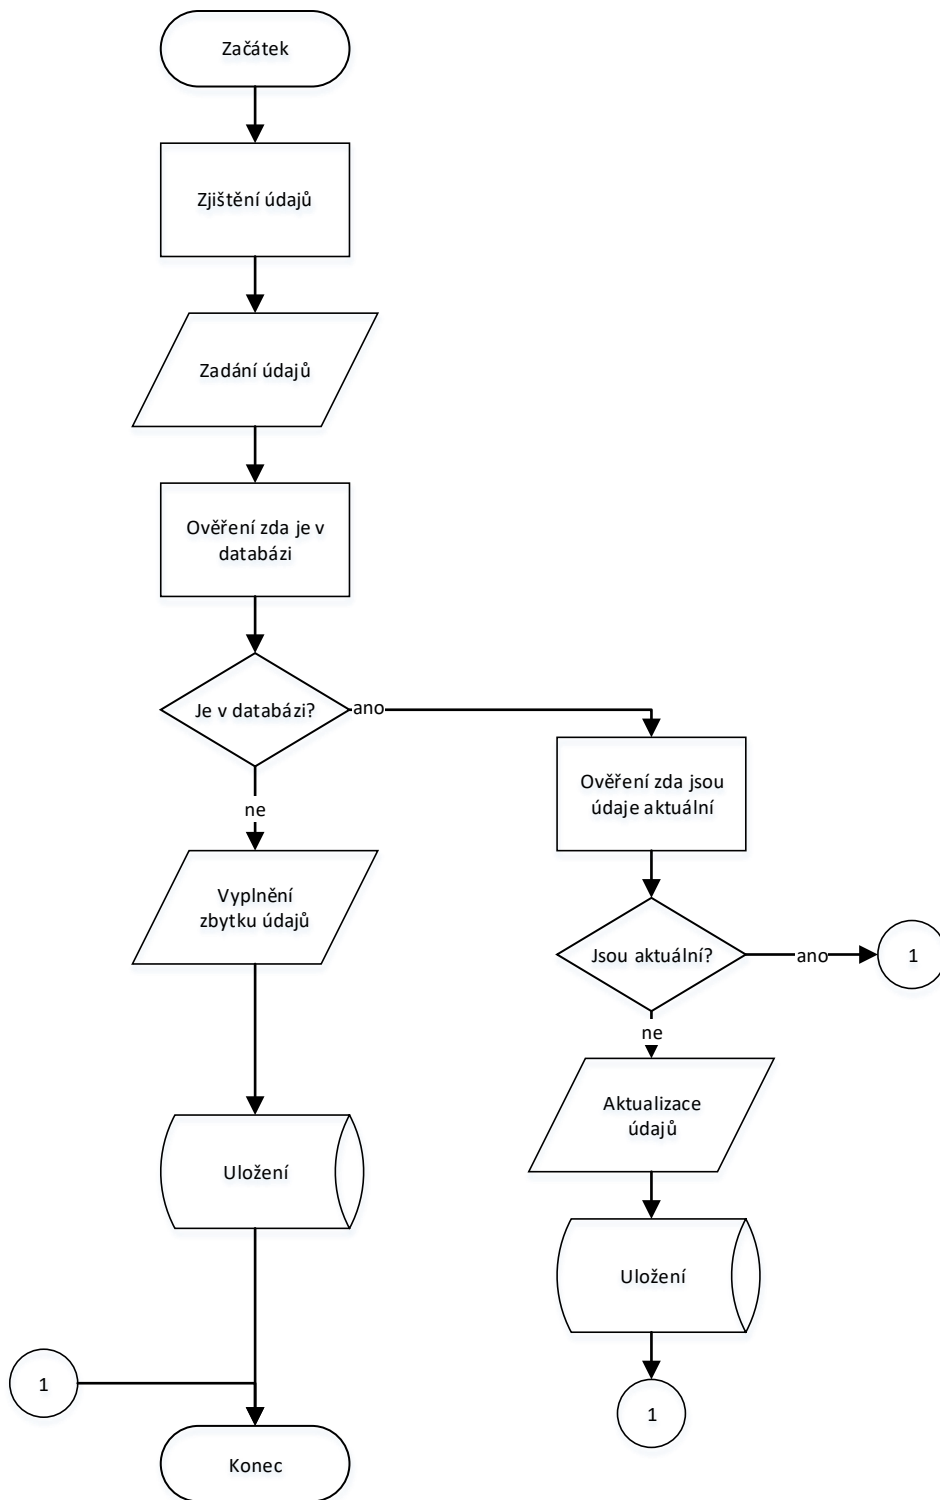 Začátek
Zjištění údajů
Zadání údajů
Ověření zda je v
databázi
Je v databázi?
ano
ne
Ověření zda jsou
údaje aktuální
Vyplnění
zbytku údajů
Jsou aktuální?
ano
1
ne
Aktualizace
údajů
Uložení
Uložení
1
1
Konec